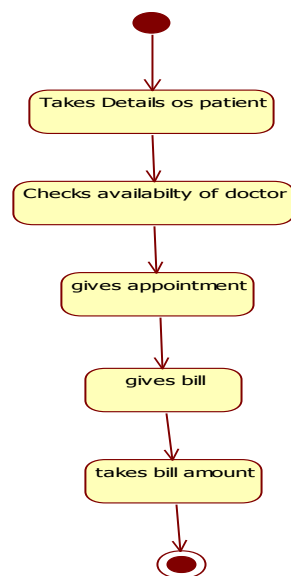 Takes Details os patient
Checks availabilty of doctor
gives appointment
gives bill
takes bill amount